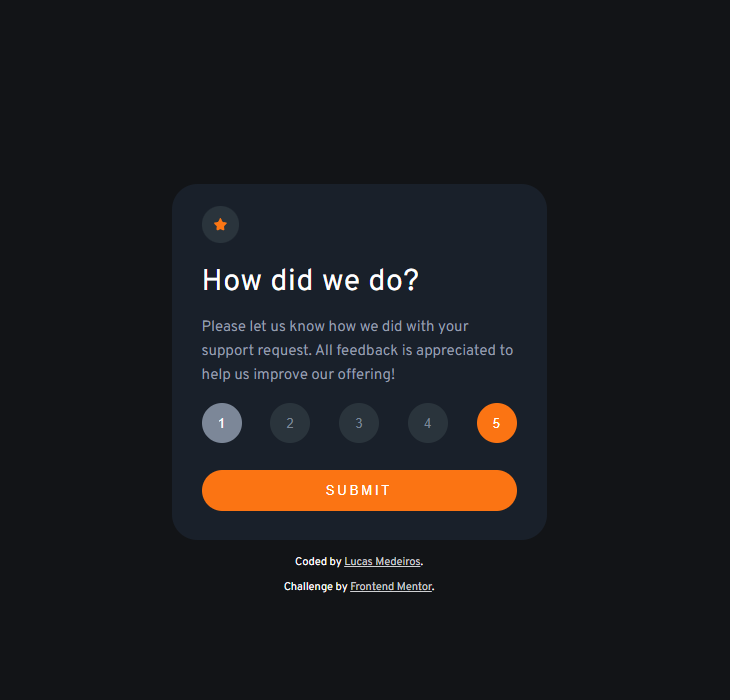 How did we do?
Please let us know how we did with your
support request. All feedback is appreciated to
help us improve our offering!
1 2 3 4 5
SUBMIT
Coded by Lucas Medeiros.
Challenge by Frontend Mentor.